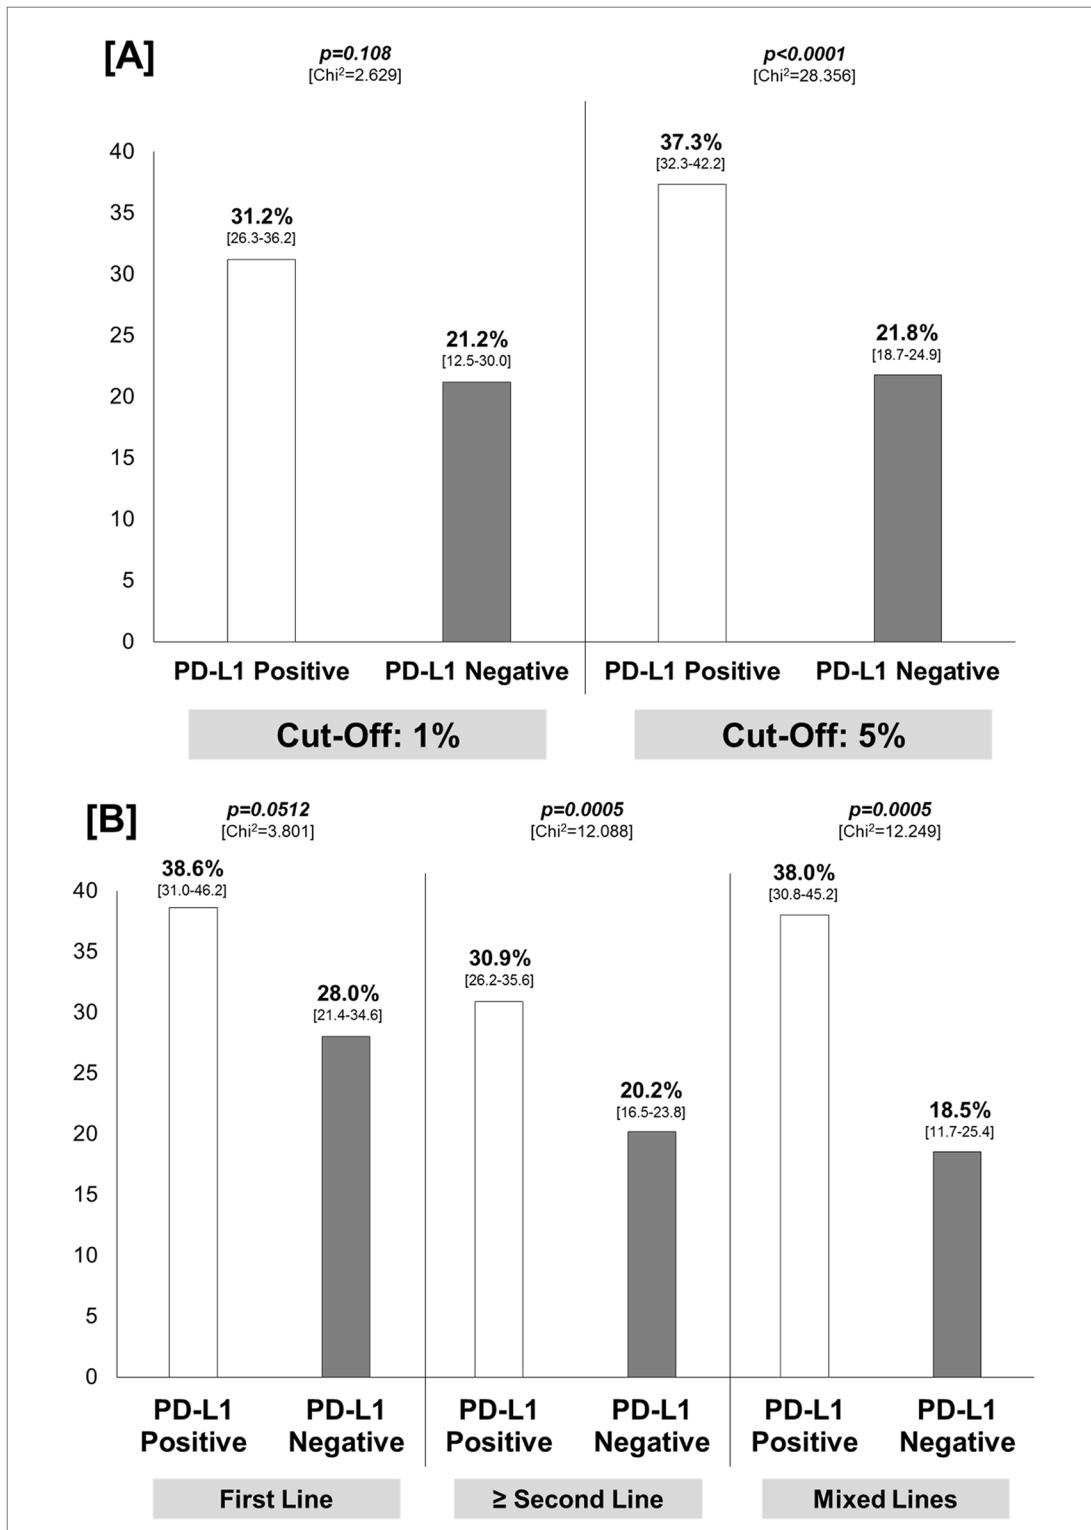 [A]
p=0.108
[Chi²=2.629]
p<0.0001
[Chi²=28.356]
40
35
30
25
20
15
10
5
0
31.2%
[26.3-36.2]
21.2%
[12.5-30.0]
37.3%
[32.3-42.2]
21.8%
[18.7-24.9]
PD-L1 Positive
PD-L1 Negative
PD-L1 Positive
PD-L1 Negative
Cut-Off: 1%
Cut-Off: 5%
[B]
p=0.0512
[Chi²=3.801]
p=0.0005
[Chi²=12.088]
p=0.0005
[Chi²=12.249]
40
35
30
25
20
15
10
5
0
38.6%
[31.0-46.2]
28.0%
[21.4-34.6]
30.9%
[26.2-35.6]
20.2%
[16.5-23.8]
38.0%
[30.8-45.2]
18.5%
[11.7-25.4]
PD-L1
Positive
PD-L1
Negative
PD-L1
Positive
PD-L1
Negative
PD-L1
Positive
PD-L1
Negative
First Line
≥ Second Line
Mixed Lines